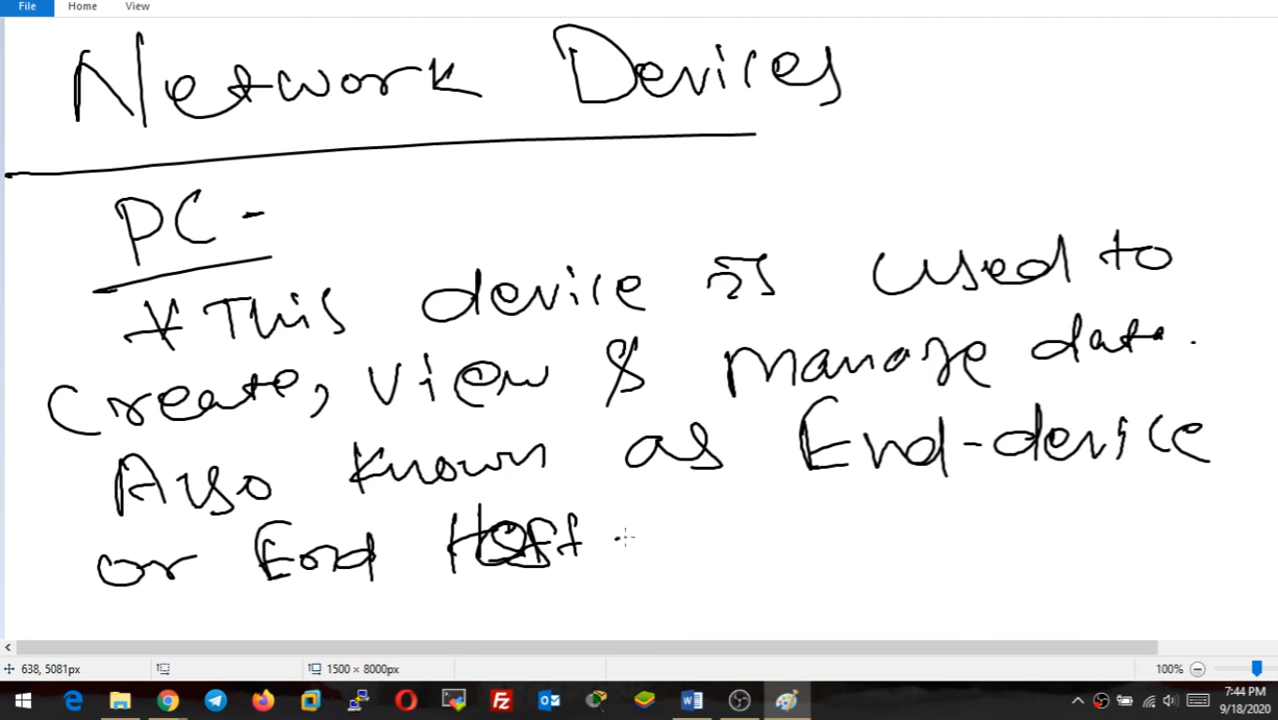 File Home View
Network Devices
PC -
* This device is used to
Create, View & Manage data.
Also known as End-device
or End Host
638, 5081px 1500 × 8000px 100%
7:44 PM
9/18/2020